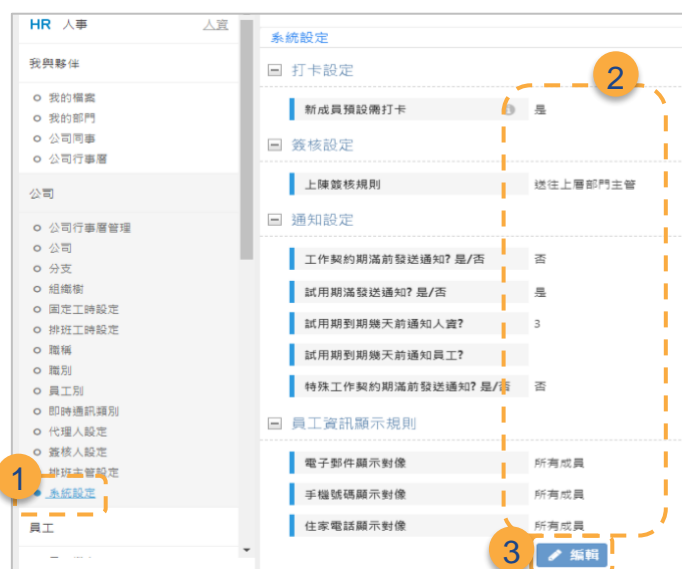 HR 人事 人資
我與夥伴
我的檔案
我的部門
公司同事
公司行事曆
公司
公司行事曆管理
公司
分支
組織樹
固定工時設定
排班工時設定
職稱
職別
員工別
即時通訊類別
代理人設定
簽核人設定
排班主管設定
系統設定
員工
1
系統設定
打卡設定
2
新成員預設需打卡 是
簽核設定
上陳簽核規則 送往上層部門主管
通知設定
工作契約期滿前發送通知? 是/否 否
試用期滿發送通知? 是/否 是
試用期到期幾天前通知人資? 3
試用期到期幾天前通知員工?
特殊工作契約期滿前發送通知? 是/否 否
員工資訊顯示規則
電子郵件顯示對像 所有成員
手機號碼顯示對像 所有成員
住家電話顯示對像 所有成員
3 編輯